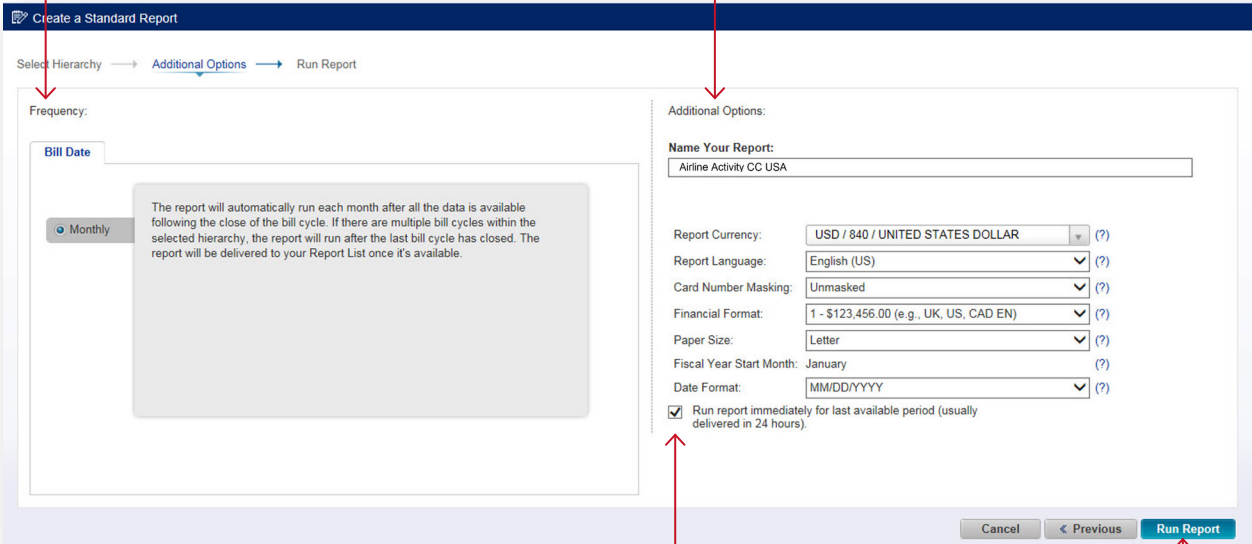 Create a Standard Report
Select Hierarchy
Additional Options
Run Report
Frequency:
Bill Date
Monthly
The report will automatically run each month after all the data is available
following the close of the bill cycle. If there are multiple bill cycles within the
selected hierarchy, the report will run after the last bill cycle has closed. The
report will be delivered to your Report List once it's available.
Additional Options:
Name Your Report:
Airline Activity CC USA
Report Currency: USD / 840 / UNITED STATES DOLLAR (?)
Report Language: English (US) (?)
Card Number Masking: Unmasked (?)
Financial Format: 1 - $123,456.00 (e.g., UK, US, CAD EN) (?)
Paper Size: Letter (?)
Fiscal Year Start Month: January (?)
Date Format: MM/DD/YYYY (?)
Run report immediately for last available period (usually
delivered in 24 hours).
Cancel
Previous
Run Report